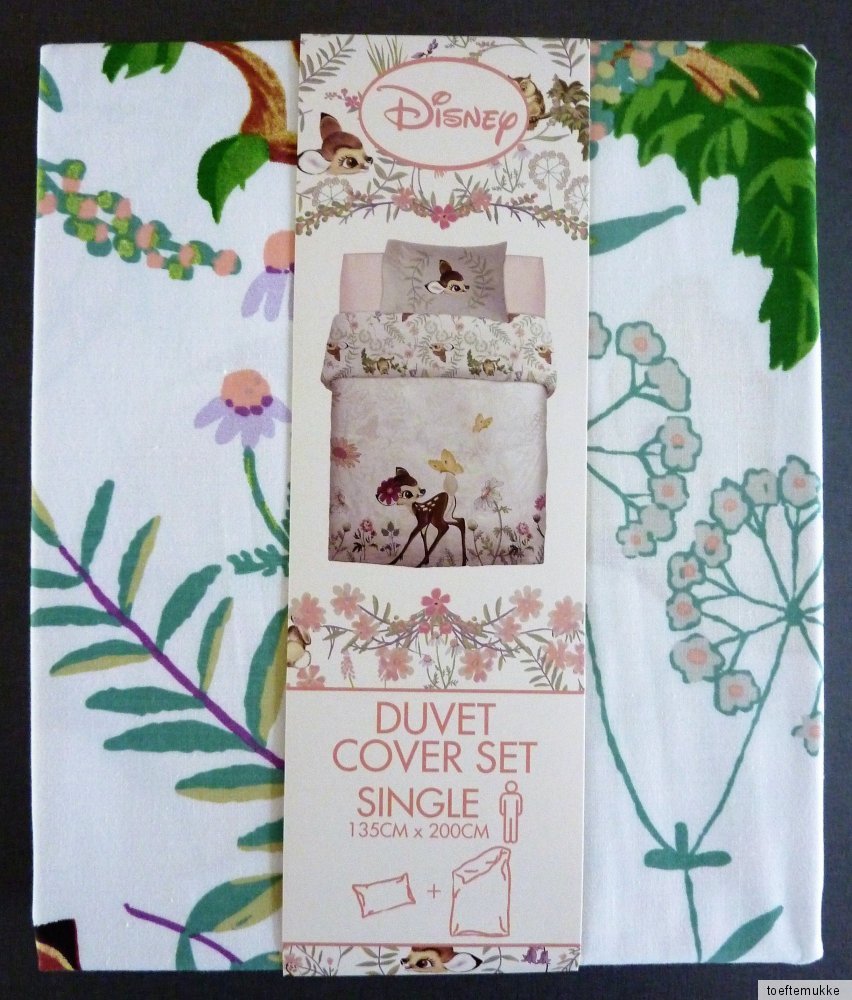 Disney
DUVET
COVER SET
SINGLE
135CM x 200CM
+
toeftemukke